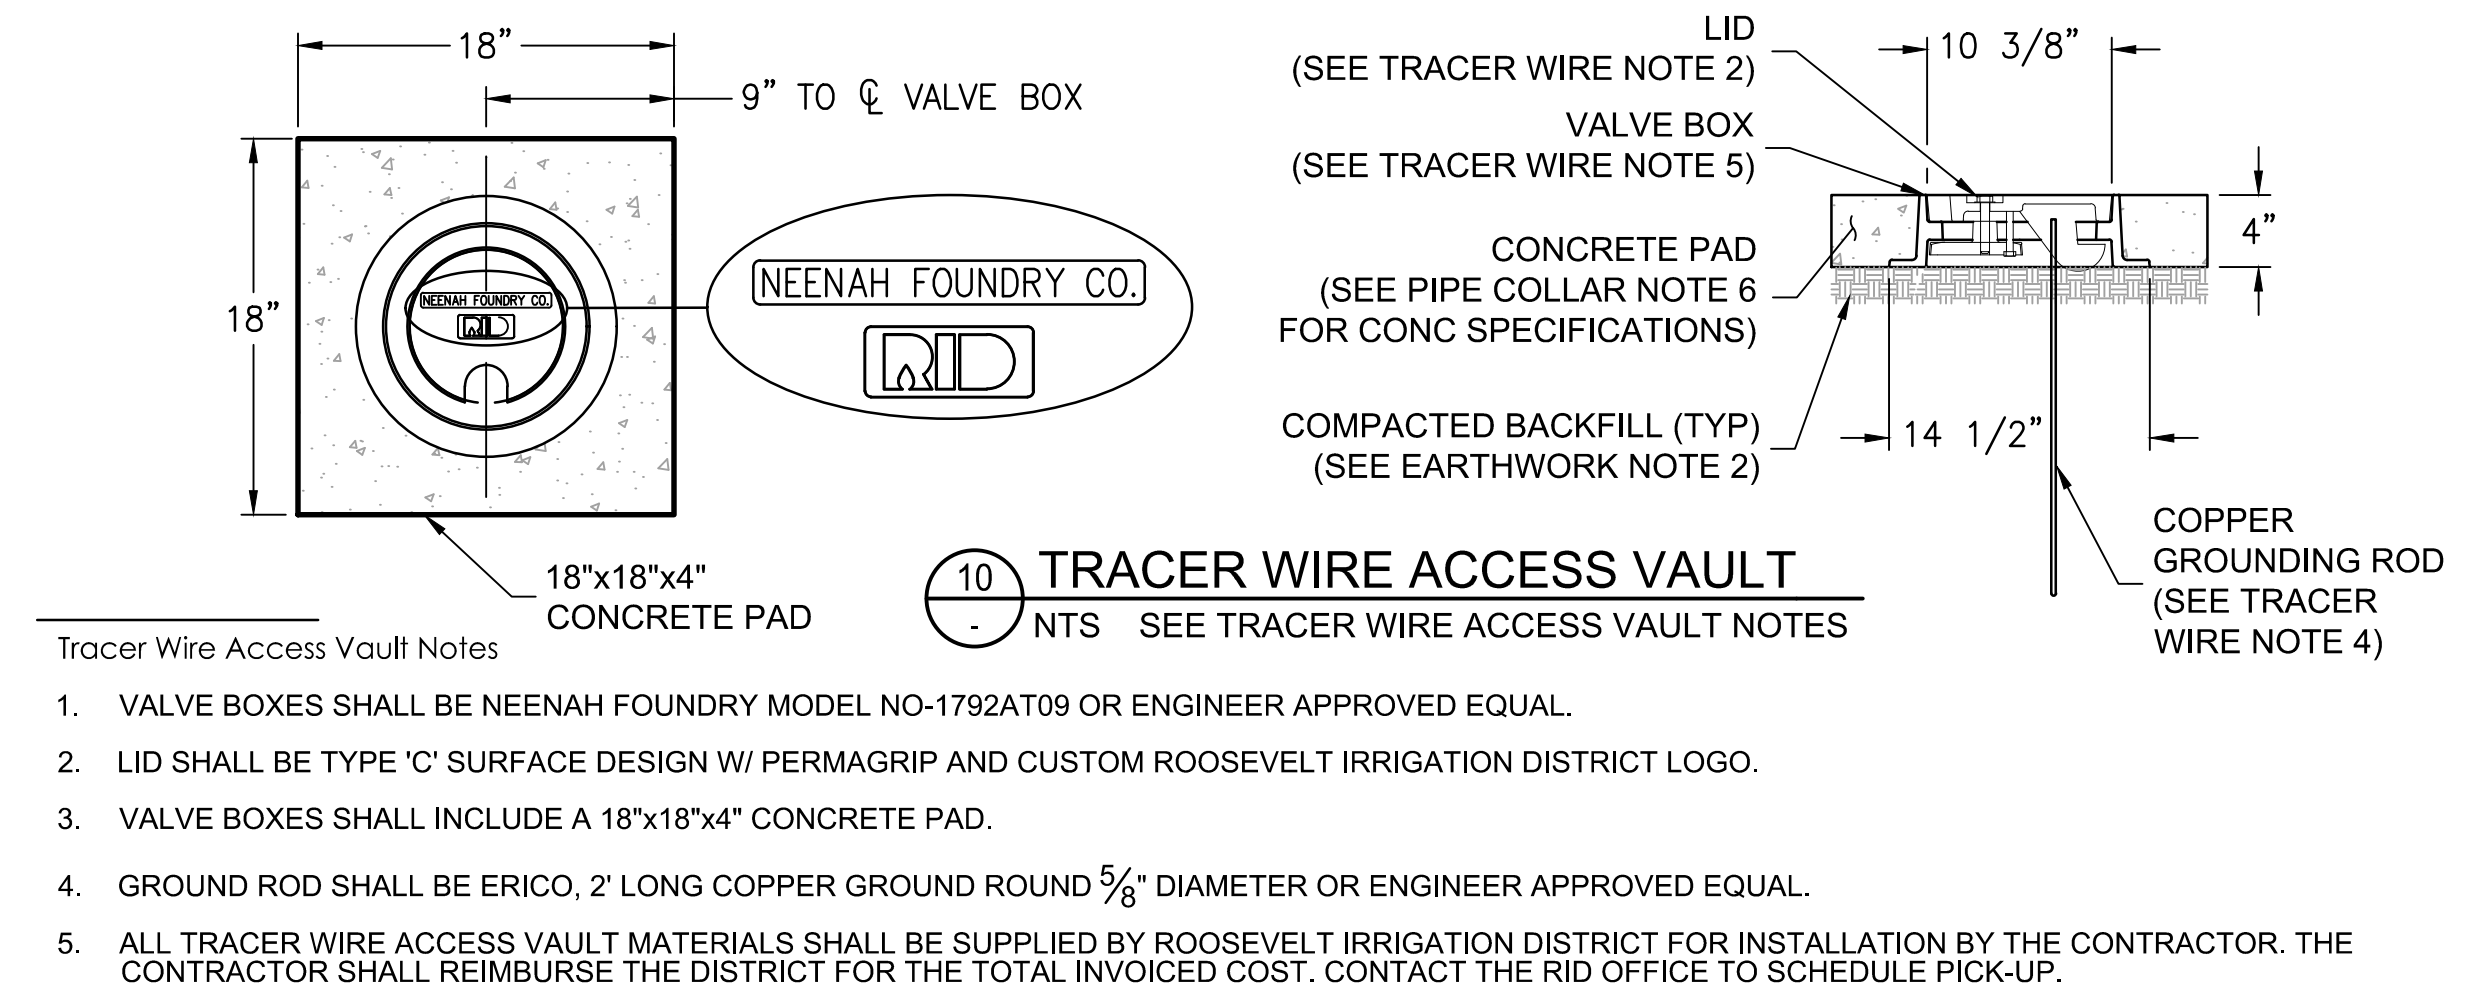 18”
9” TO ℄ VALVE BOX
18”
NEENAH FOUNDRY CO.
RID
NEENAH FOUNDRY CO.
RID
18"x18"x4"
CONCRETE PAD
LID
(SEE TRACER WIRE NOTE 2)
VALVE BOX
(SEE TRACER WIRE NOTE 5)
CONCRETE PAD
(SEE PIPE COLLAR NOTE 6
FOR CONC SPECIFICATIONS)
COMPACTED BACKFILL (TYP)
(SEE EARTHWORK NOTE 2)
10 3/8”
4”
14 1/2”
COPPER
GROUNDING ROD
(SEE TRACER
WIRE NOTE 4)
10
-
TRACER WIRE ACCESS VAULT
NTS SEE TRACER WIRE ACCESS VAULT NOTES
Tracer Wire Access Vault Notes
1. VALVE BOXES SHALL BE NEENAH FOUNDRY MODEL NO-1792AT09 OR ENGINEER APPROVED EQUAL.
2. LID SHALL BE TYPE 'C' SURFACE DESIGN W/ PERMAGRIP AND CUSTOM ROOSEVELT IRRIGATION DISTRICT LOGO.
3. VALVE BOXES SHALL INCLUDE A 18"x18"x4" CONCRETE PAD.
4. GROUND ROD SHALL BE ERICO, 2' LONG COPPER GROUND ROUND 5/8" DIAMETER OR ENGINEER APPROVED EQUAL.
5. ALL TRACER WIRE ACCESS VAULT MATERIALS SHALL BE SUPPLIED BY ROOSEVELT IRRIGATION DISTRICT FOR INSTALLATION BY THE CONTRACTOR. THE
CONTRACTOR SHALL REIMBURSE THE DISTRICT FOR THE TOTAL INVOICED COST. CONTACT THE RID OFFICE TO SCHEDULE PICK-UP.